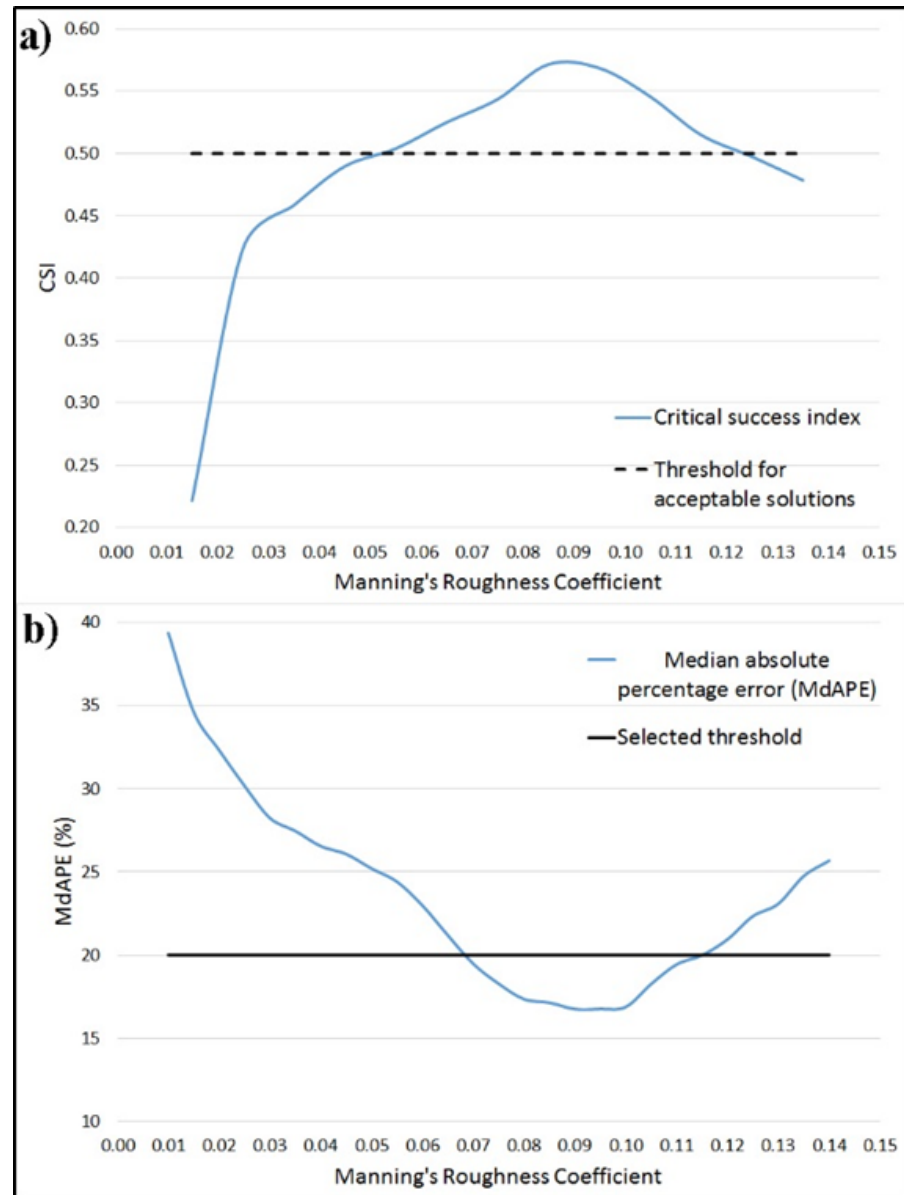 a)
0.60
0.55
0.50
0.45
CSI
0.40
0.35
0.30
0.25
0.20
Critical success index
Threshold for
acceptable solutions
0.00 0.01 0.02 0.03 0.04 0.05 0.06 0.07 0.08 0.09 0.10 0.11 0.12 0.13 0.14 0.15
Manning's Roughness Coefficient
b)
40
35
30
25
MdAPE (%)
20
15
10
Median absolute
percentage error (MdAPE)
Selected threshold
0.00 0.01 0.02 0.03 0.04 0.05 0.06 0.07 0.08 0.09 0.10 0.11 0.12 0.13 0.14 0.15
Manning's Roughness Coefficient